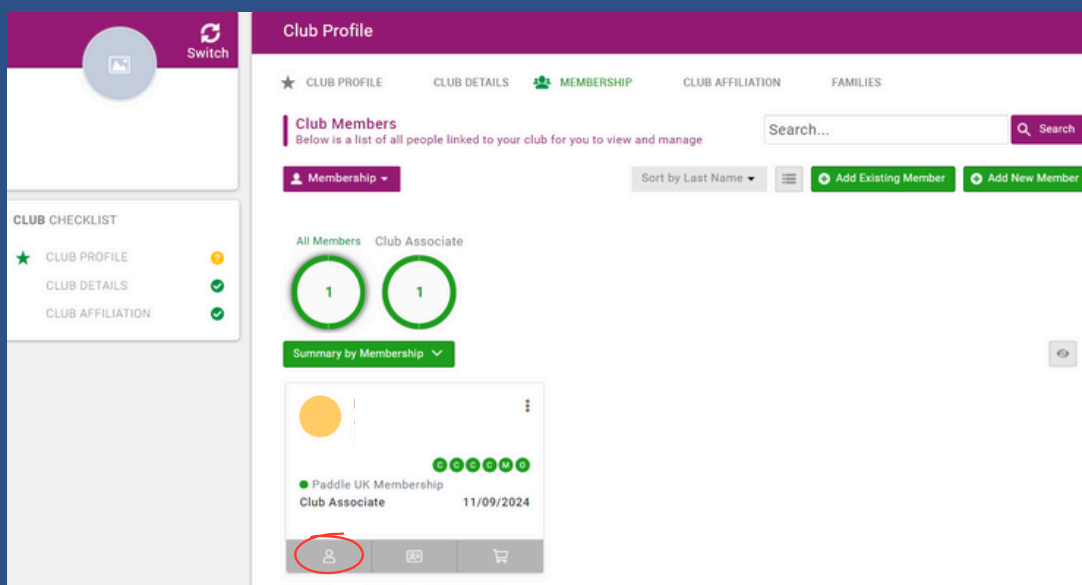 Switch
Club Profile
CLUB PROFILE CLUB DETAILS MEMBERSHIP CLUB AFFILIATION FAMILIES
Club Members
Below is a list of all people linked to your club for you to view and manage
Search...
Search
Membership
Sort by Last Name
Add Existing Member
Add New Member
CLUB CHECKLIST
CLUB PROFILE ?
CLUB DETAILS
CLUB AFFILIATION
All Members Club Associate
1 1
Summary by Membership
C C C C M O
Paddle UK Membership
Club Associate 11/09/2024